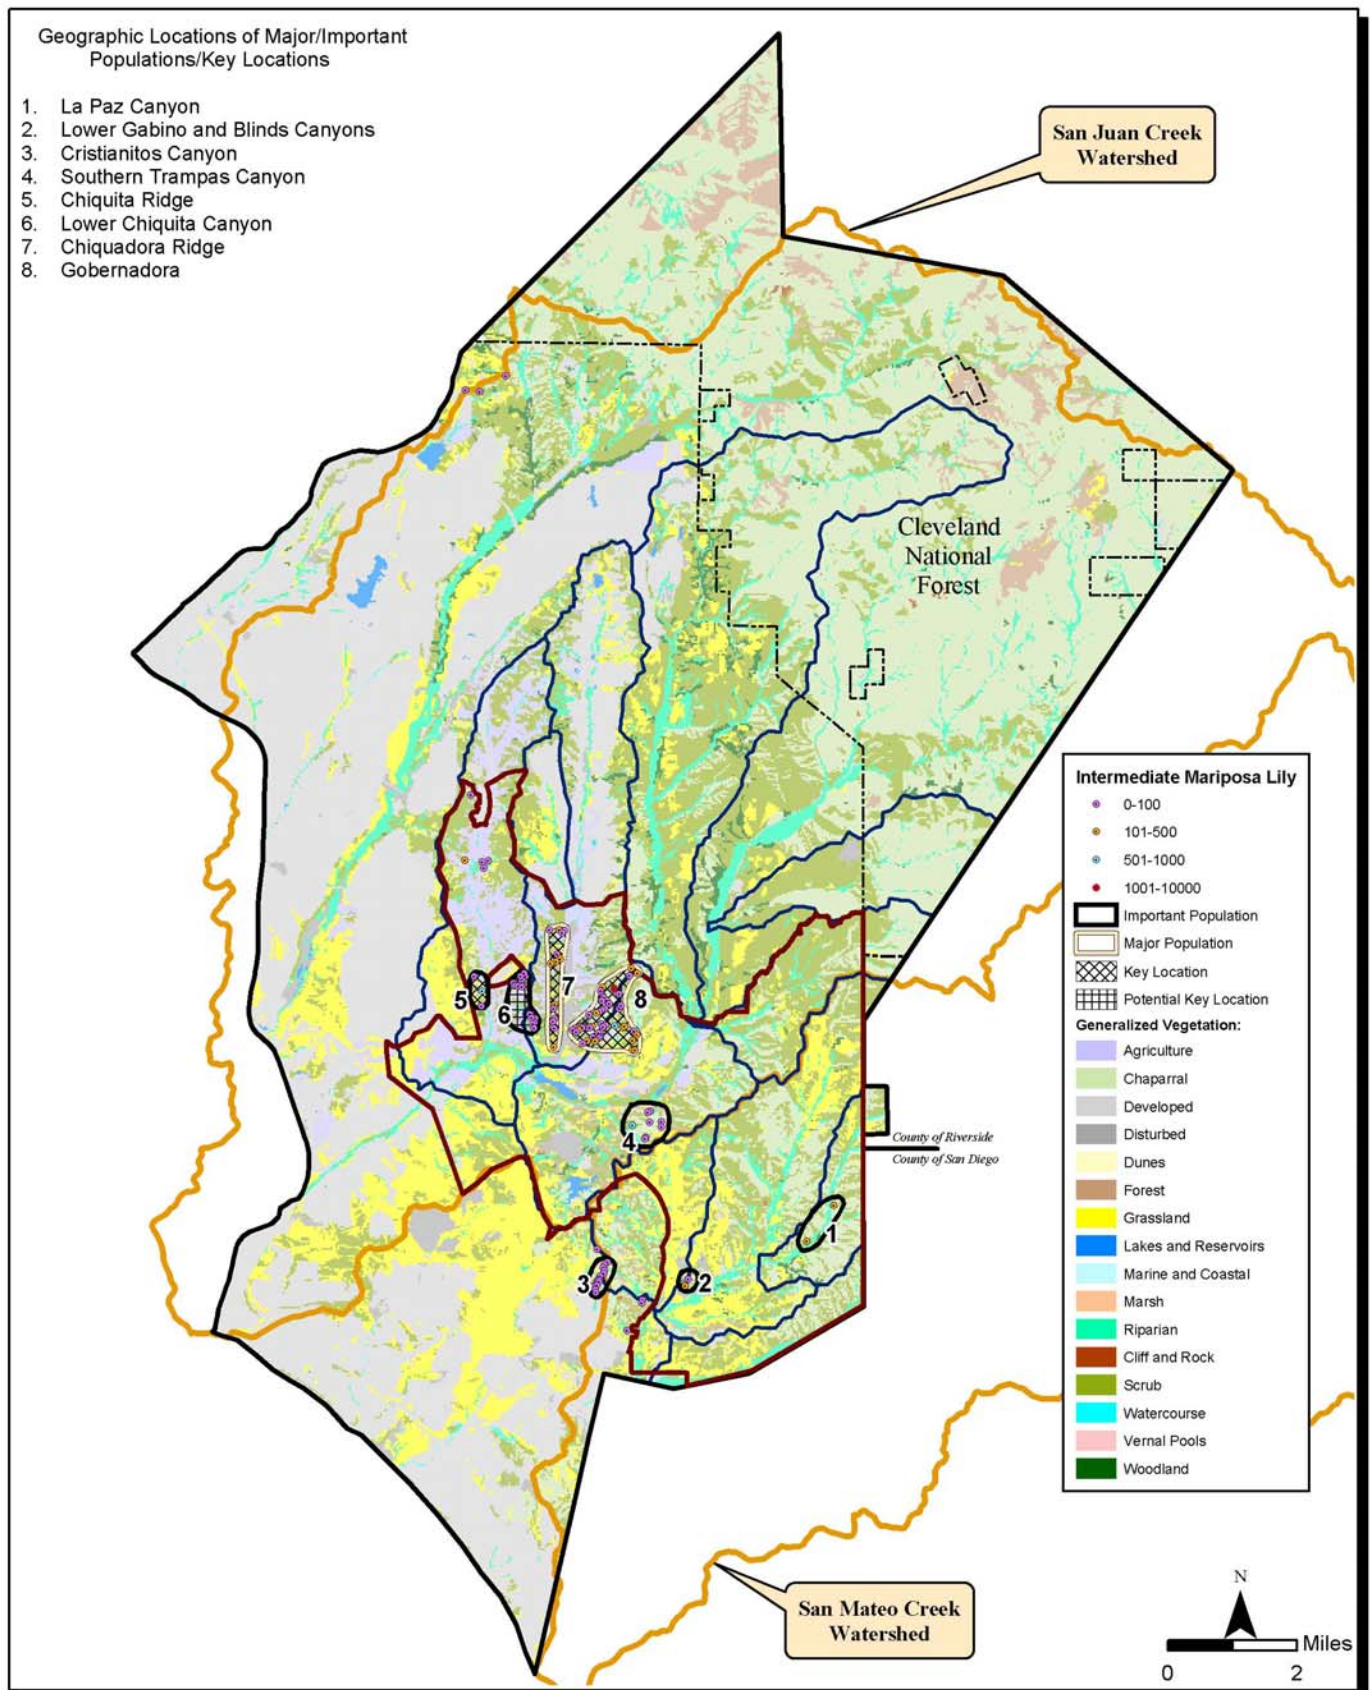 Geographic Locations of Major/Important
Populations/Key Locations
1. La Paz Canyon
2. Lower Gabino and Blinds Canyons
3. Cristianitos Canyon
4. Southern Trampas Canyon
5. Chiquita Ridge
6. Lower Chiquita Canyon
7. Chiquadora Ridge
8. Gobernadora
San Juan Creek
Watershed
Cleveland
National
Forest
5
6
7
8
4
County of Riverside
County of San Diego
1
3
2
Intermediate Mariposa Lily
0-100
101-500
501-1000
1001-10000
Important Population
Major Population
Key Location
Potential Key Location
Generalized Vegetation:
Agriculture
Chaparral
Developed
Disturbed
Dunes
Forest
Grassland
Lakes and Reservoirs
Marine and Coastal
Marsh
Riparian
Cliff and Rock
Scrub
Watercourse
Vernal Pools
Woodland
San Mateo Creek
Watershed
N
Miles
0 2